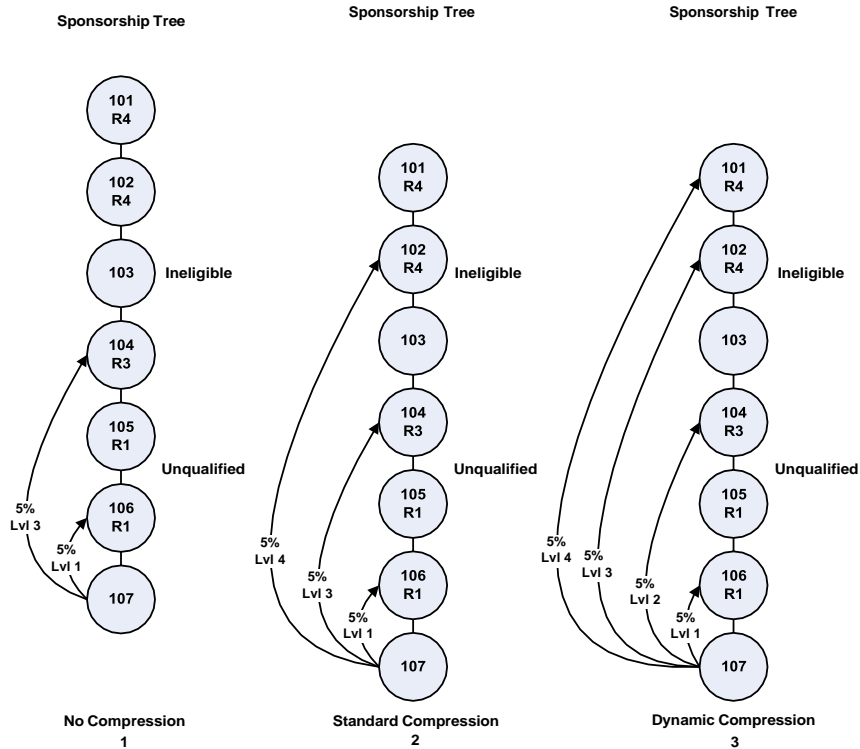 Sponsorship Tree
101
R4
102
R4
103
Ineligible
104
R3
105
R1
Unqualified
106
R1
5%
Lvl 3
5%
Lvl 1
107
No Compression
1
Sponsorship Tree
101
R4
102
R4
Ineligible
103
104
R3
Unqualified
105
R1
5%
Lvl 4
5%
Lvl 3
106
R1
5%
Lvl 1
107
Standard Compression
2
Sponsorship Tree
101
R4
102
R4
Ineligible
103
104
R3
Unqualified
105
R1
5%
Lvl 4
5%
Lvl 3
5%
Lvl 2
106
R1
5%
Lvl 1
107
Dynamic Compression
3